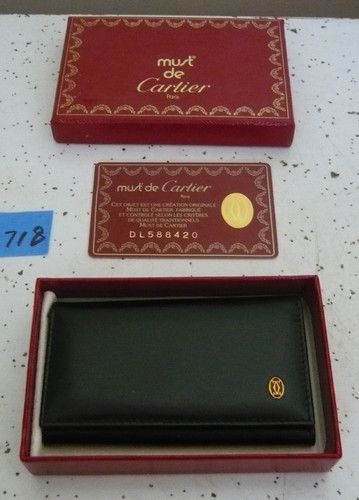 must de
Cartier
Paris
must de Cartier
CET OBJET EST UNE CRÉATION ORIGINALE
MUST DE CARTIER, FABRIQUÉ
ET CONTRÔLÉ SELON LES CRITÈRES
DE QUALITÉ TRADITIONNELS
MUST DE CARTIER
DL588420
718